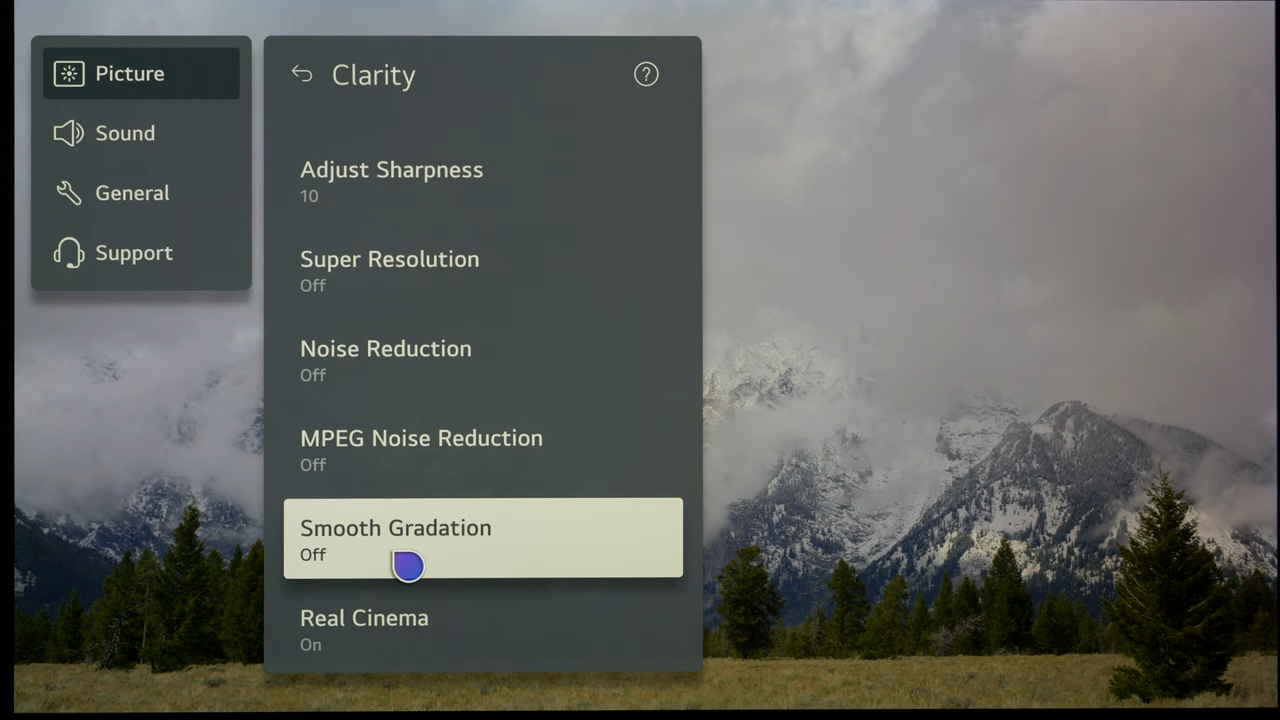 Picture
Sound
General
Support
Clarity
?
Adjust Sharpness
10
Super Resolution
Off
Noise Reduction
Off
MPEG Noise Reduction
Off
Smooth Gradation
Off
Real Cinema
On